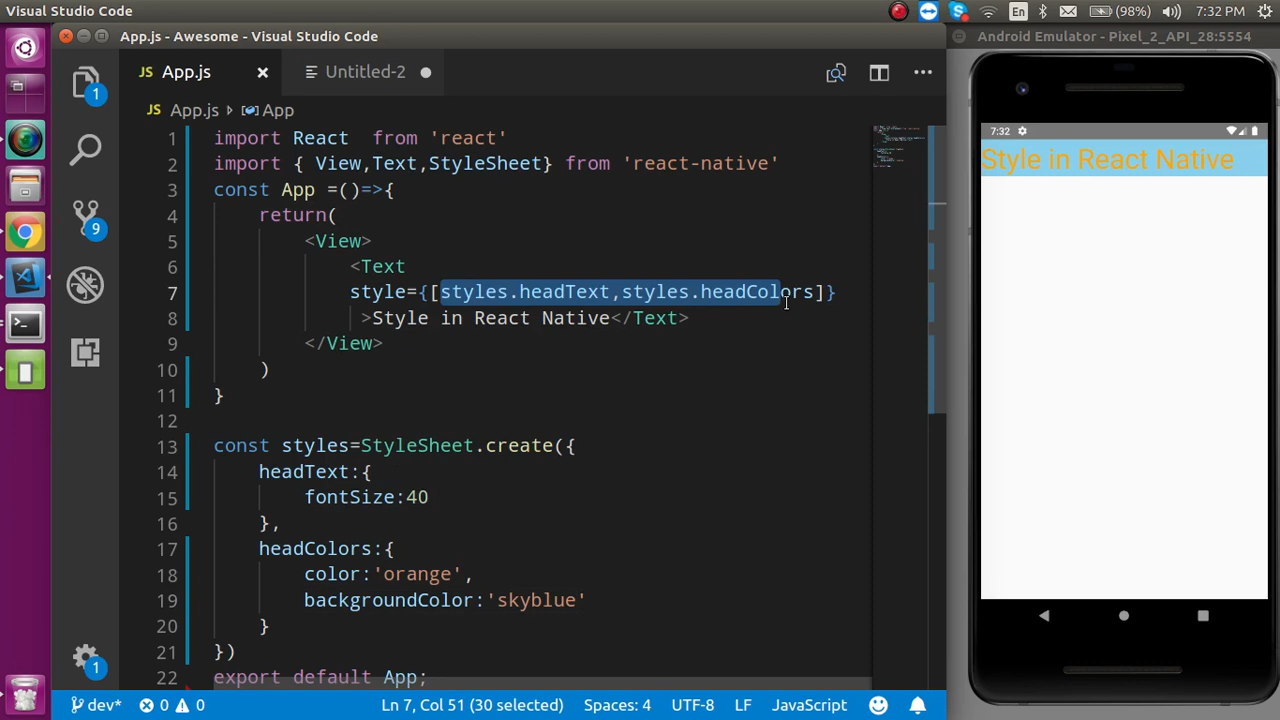 Visual Studio Code
En
(98%)
7:32 PM
App.js - Awesome - Visual Studio Code
Android Emulator - Pixel_2_API_28:5554
JS App.js
Untitled-2
JS App.js App
1 import React  from 'react'
2 import { View,Text,StyleSheet} from 'react-native'
3 const App =()=>{
4 return(
5 <View>
6 <Text
7 style={[styles.headText,styles.headColors]}
8 >Style in React Native</Text>
9 </View>
10 )
11 }
12
13 const styles=StyleSheet.create({
14 headText:{
15 fontSize:40
16 },
17 headColors:{
18 color:'orange',
19 backgroundColor:'skyblue'
20 }
21 })
22 export default App;
1
9
1
7:32
Style in React Native
dev*
0
0
Ln 7, Col 51 (30 selected)
Spaces: 4
UTF-8
LF
JavaScript